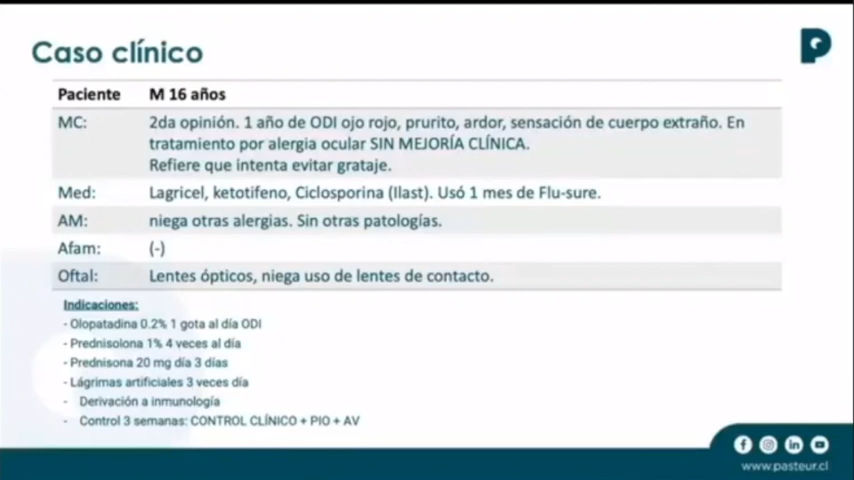 Caso clínico
Paciente M 16 años
MC: 2da opinión. 1 año de ODI ojo rojo, prurito, ardor, sensación de cuerpo extraño. En
tratamiento por alergia ocular SIN MEJORÍA CLÍNICA.
Refiere que intenta evitar grataje.
Med: Lagricel, ketotifeno, Ciclosporina (Ilast). Usó 1 mes de Flu-sure.
AM: niega otras alergias. Sin otras patologías.
Afam: (-)
Oftal: Lentes ópticos, niega uso de lentes de contacto.
Indicaciones:
- Olopatadina 0.2% 1 gota al día ODI
- Prednisolona 1% 4 veces al día
- Prednisona 20 mg día 3 días
- Lágrimas artificiales 3 veces día
- Derivación a inmunología
- Control 3 semanas: CONTROL CLÍNICO + PIO + AV
www.pasteur.cl